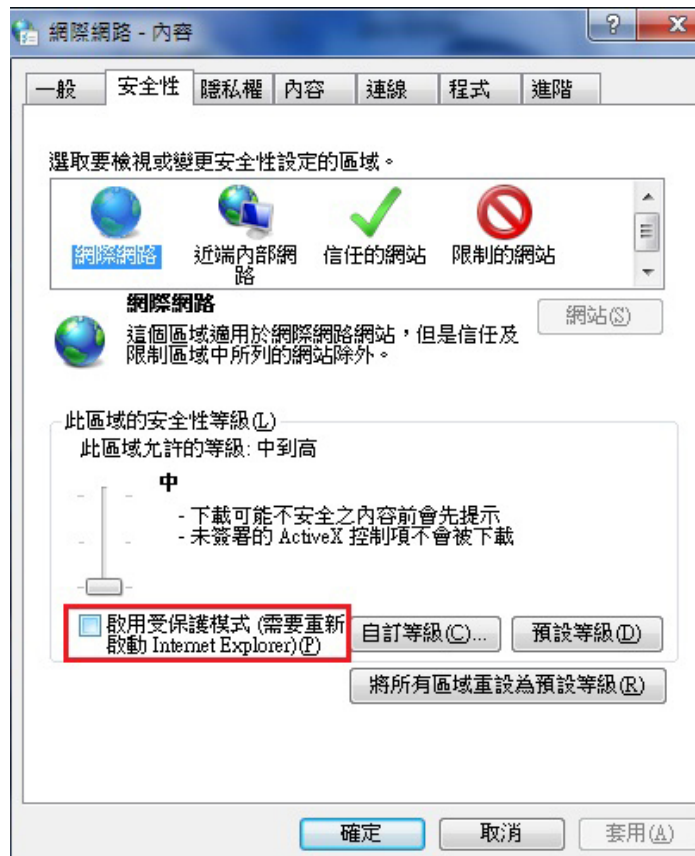 網際網路 - 內容
一般 安全性 隱私權 內容 連線 程式 進階
選取要檢視或變更安全性設定的區域。
網際網路 近端內部網路 信任的網站 限制的網站
網際網路
網站(S)
這個區域適用於網際網路網站，但是信任及
限制區域中所列的網站除外。
此區域的安全性等級(L)
此區域允許的等級: 中到高
中
- 下載可能不安全之內容前會先提示
- 未簽署的 ActiveX 控制項不會被下載
啟用受保護模式 (需要重新
啟動 Internet Explorer)(P)
自訂等級(C)... 預設等級(D)
將所有區域重設為預設等級(R)
確定 取消 套用(A)